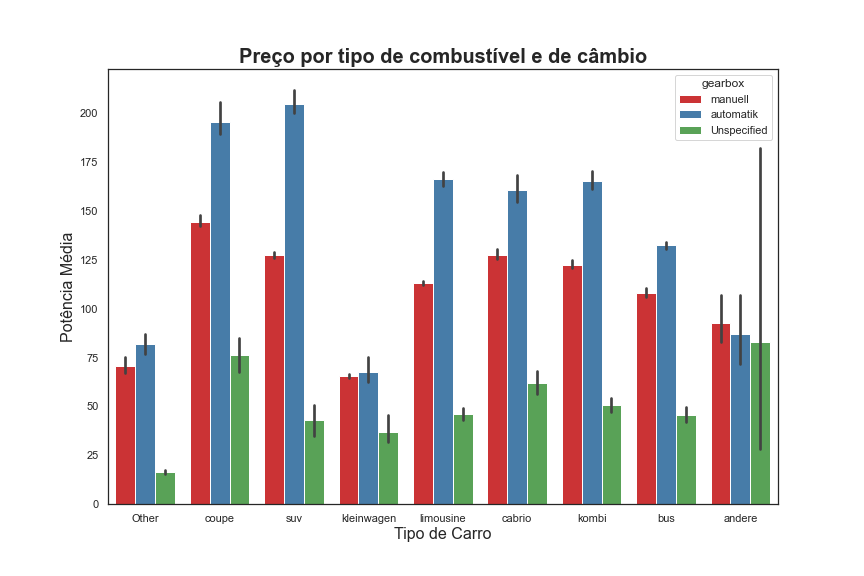 Preço por tipo de combustível e de câmbio
gearbox
manuell
automatik
Unspecified
Potência Média
200
175
150
125
100
75
50
25
0
Other coupe suv kleinwagen limousine cabrio kombi bus andere
Tipo de Carro